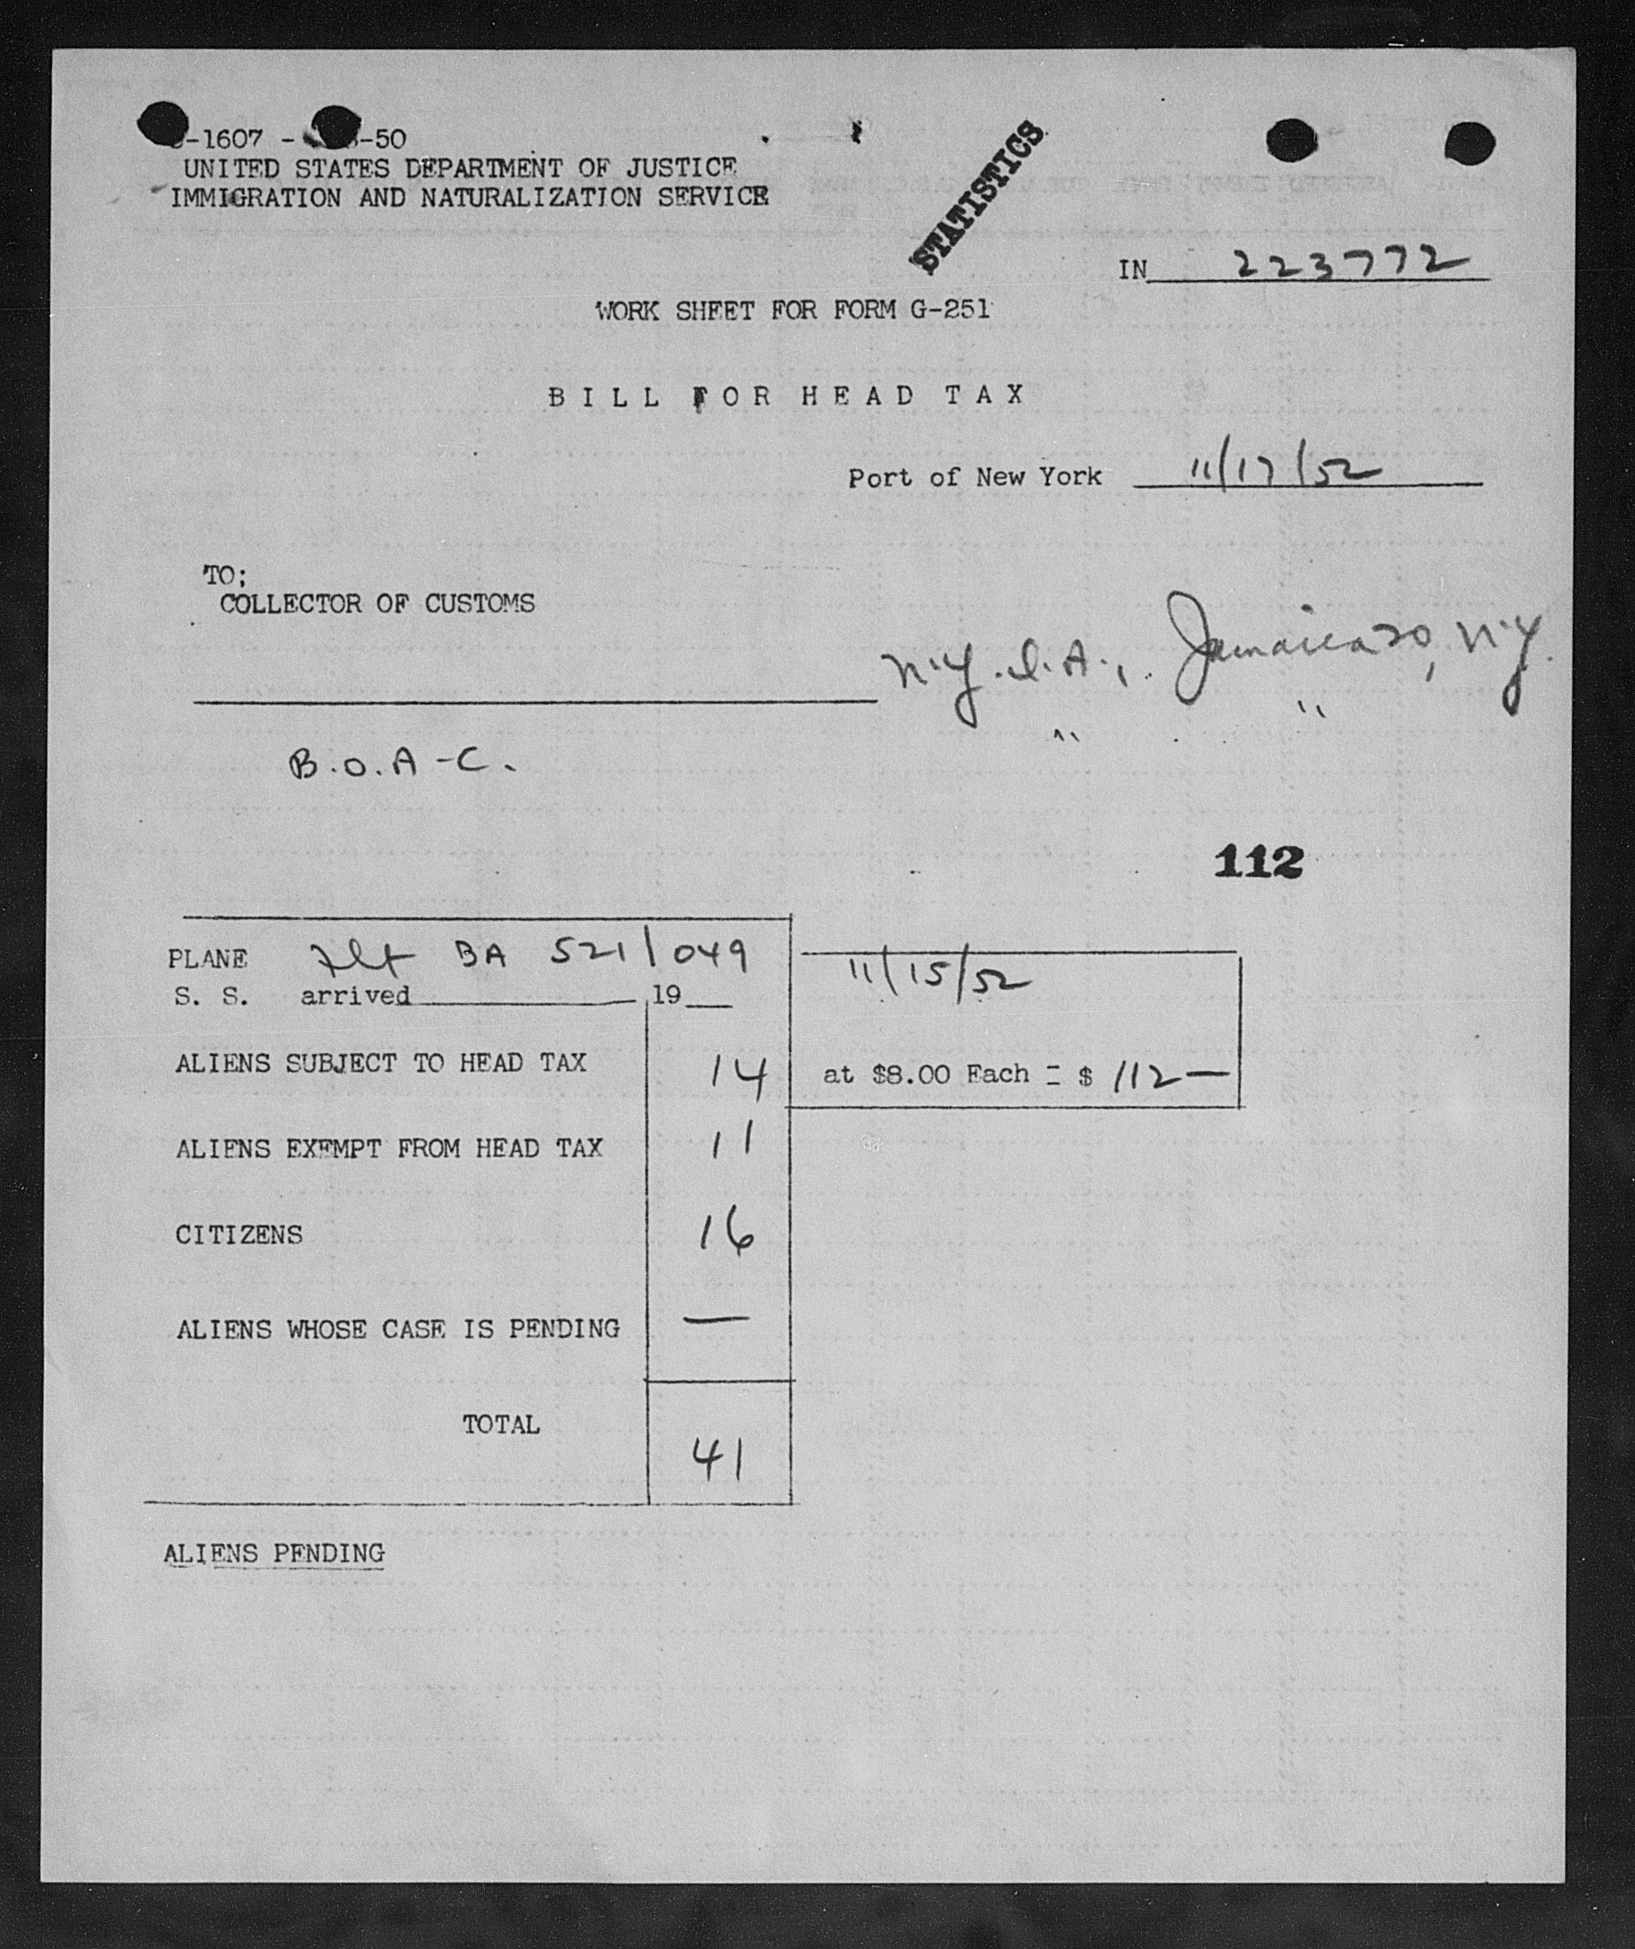 -1607 - -50
UNITED STATES DEPARTMENT OF JUSTICE
IMMIGRATION AND NATURALIZATION SERVICE
STATISTICS
IN 223772
WORK SHEET FOR FORM G-251
BILL FOR HEAD TAX
Port of New York 11/17/52
TO;
COLLECTOR OF CUSTOMS
N.Y.I.A., Jamaica 30, N.Y.
" "
B.O.A-C.
112
PLANE Flt BA 521/049
11/15/52
S. S. arrived ,19
ALIENS SUBJECT TO HEAD TAX 14 at $8.00 Each = $ 112—
ALIENS EXEMPT FROM HEAD TAX 11
CITIZENS 16
ALIENS WHOSE CASE IS PENDING —
TOTAL 41
ALIENS PENDING